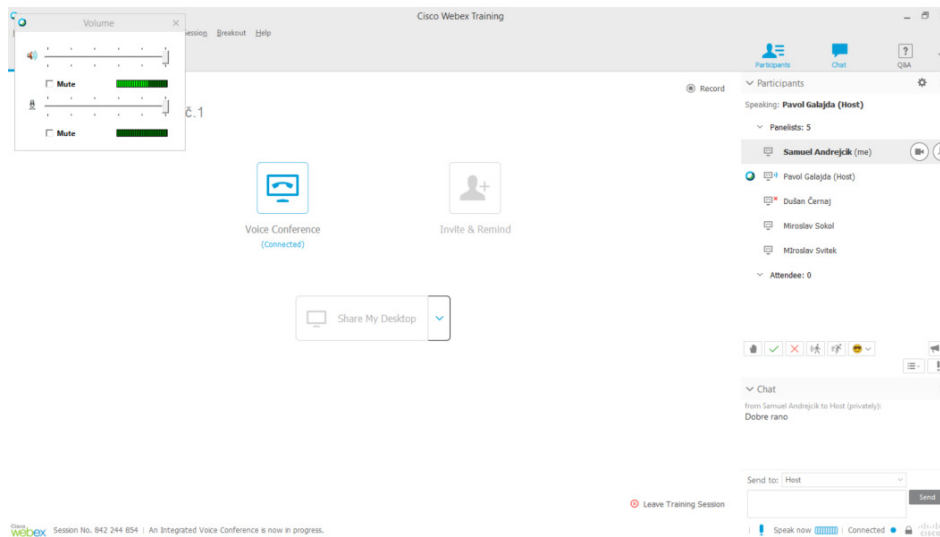 Cisco Webex Training
Volume
Session Breakout Help
Mute
Mute
č.1
Participants
Chat
Q&A
Record
Voice Conference
(Connected)
Invite & Remind
Share My Desktop
Leave Training Session
Participants
Speaking: Pavol Galajda (Host)
Panelists: 5
Samuel Andrejcik (me)
Pavol Galajda (Host)
Dušan Černaj
Miroslav Sokol
MIroslav Svitek
Attendee: 0
Chat
from Samuel Andrejcik to Host (privately):
Dobre rano
Send to: Host
Send
Cisco
webex Session No. 842 244 854 | An Integrated Voice Conference is now in progress.
Speak now | Connected
CISCO